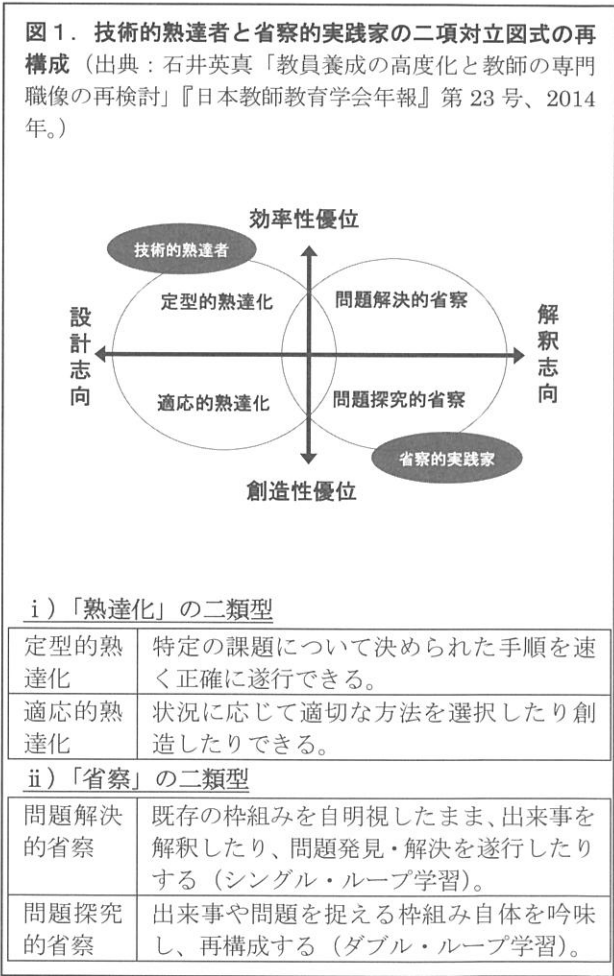 図1．技術的熟達者と省察的実践家の二項対立図式の再
構成（出典：石井英真「教員養成の高度化と教師の専門
職像の再検討」『日本教師教育学会年報』第 23 号、2014
年。）
効率性優位
技術的熟達者
定型的熟達化
問題解決的省察
設計志向
解釈志向
適応的熟達化
問題探究的省察
省察的実践家
創造性優位
ⅰ）「熟達化」の二類型
定型的熟
達化
特定の課題について決められた手順を速
く正確に遂行できる。
適応的熟
達化
状況に応じて適切な方法を選択したり創
造したりできる。
ⅱ）「省察」の二類型
問題解決
的省察
既存の枠組みを自明視したまま、出来事を
解釈したり、問題発見・解決を遂行したり
する（シングル・ループ学習）。
問題探究
的省察
出来事や問題を捉える枠組み自体を吟味
し、再構成する（ダブル・ループ学習）。